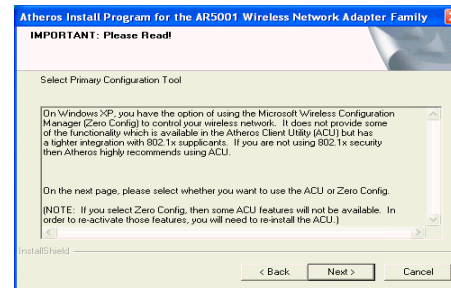 Atheros Install Program for the AR5001 Wireless Network Adapter Family
IMPORTANT: Please Read!
Select Primary Configuration Tool
On Windows XP, you have the option of using the Microsoft Wireless Configuration
Manager (Zero Config) to control your wireless network. It does not provide some
of the functionality which is available in the Atheros Client Utility (ACU) but has
a tighter integration with 802.1x supplicants. If you are not using 802.1x security
then Atheros highly recommends using ACU.
On the next page, please select whether you want to use the ACU or Zero Config.
(NOTE: If you select Zero Config, then some ACU features will not be available. In
order to re-activate those features, you will need to re-install the ACU.)
InstallShield
< Back
Next >
Cancel